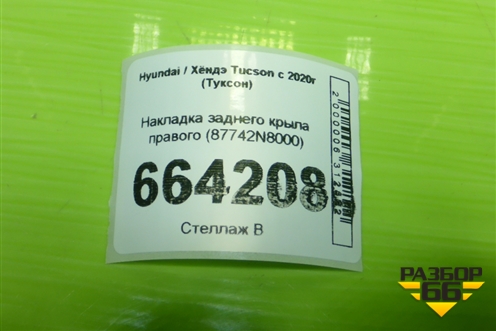 Hyundai / Хёндэ Tucson с 2020г
(Туксон)
Накладка заднего крыла
правого (87742N8000)
664208
Стеллаж В
РАЗБОР
66